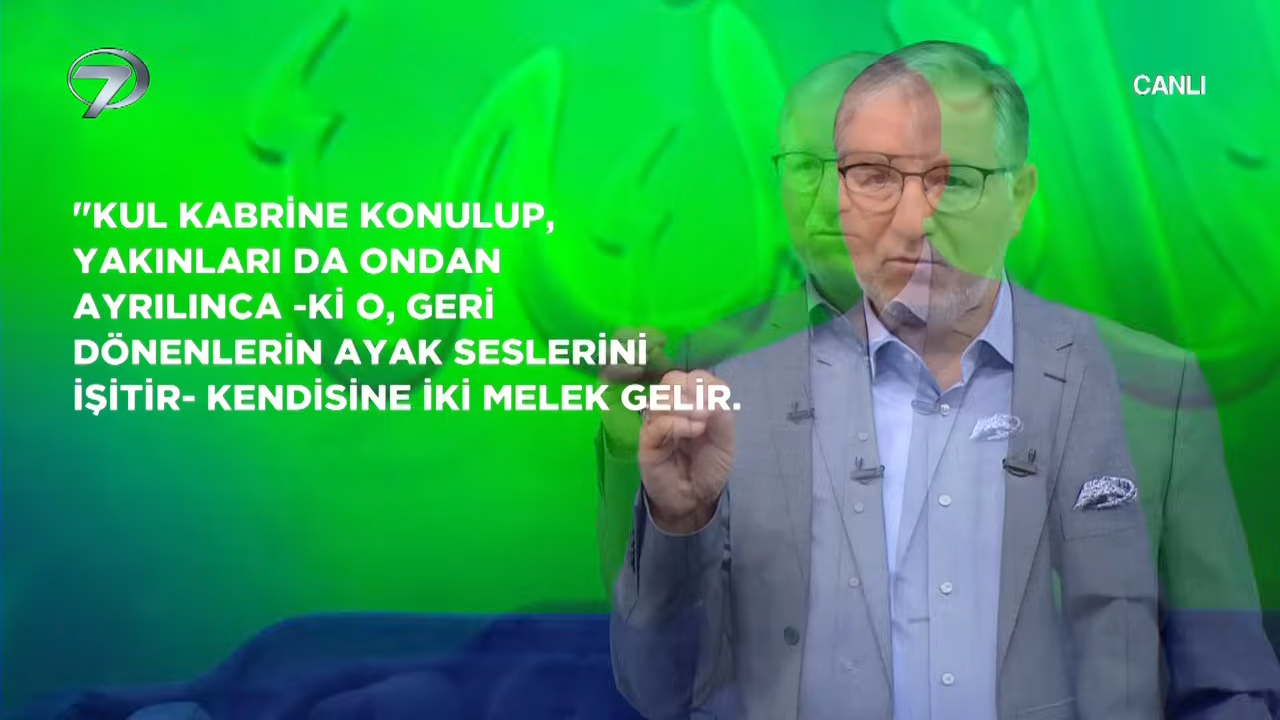 7
CANLI
"KUL KABRİNE KONULUP,
YAKINLARI DA ONDAN
AYRILINCA -Kİ O, GERİ
DÖNENLERİN AYAK SESLERİNİ
İŞİTİR- KENDİSİNE İKİ MELEK GELİR.